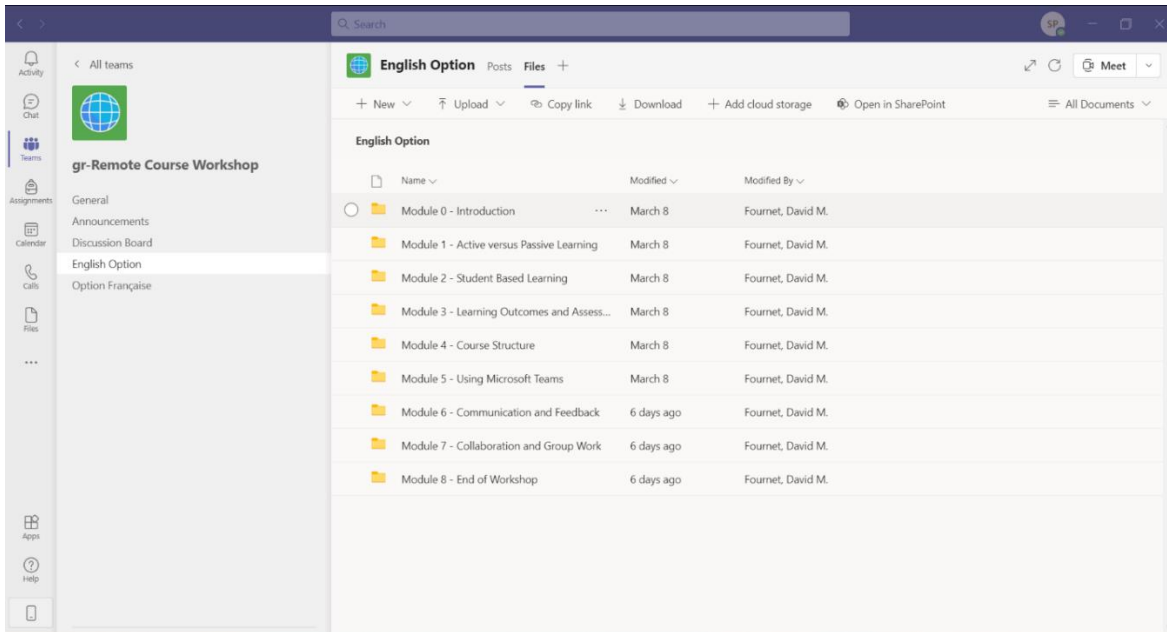 Search
SP
Activity
Chat
Teams
Assignments
Calendar
Calls
Files
Apps
Help
All teams
gr-Remote Course Workshop
General
Announcements
Discussion Board
English Option
Option Française
English Option Posts Files
Meet
New Upload Copy link Download Add cloud storage Open in SharePoint All Documents
English Option
Name Modified Modified By
Module 0 - Introduction ... March 8 Fournet, David M.
Module 1 - Active versus Passive Learning March 8 Fournet, David M.
Module 2 - Student Based Learning March 8 Fournet, David M.
Module 3 - Learning Outcomes and Assess... March 8 Fournet, David M.
Module 4 - Course Structure March 8 Fournet, David M.
Module 5 - Using Microsoft Teams March 8 Fournet, David M.
Module 6 - Communication and Feedback 6 days ago Fournet, David M.
Module 7 - Collaboration and Group Work 6 days ago Fournet, David M.
Module 8 - End of Workshop 6 days ago Fournet, David M.